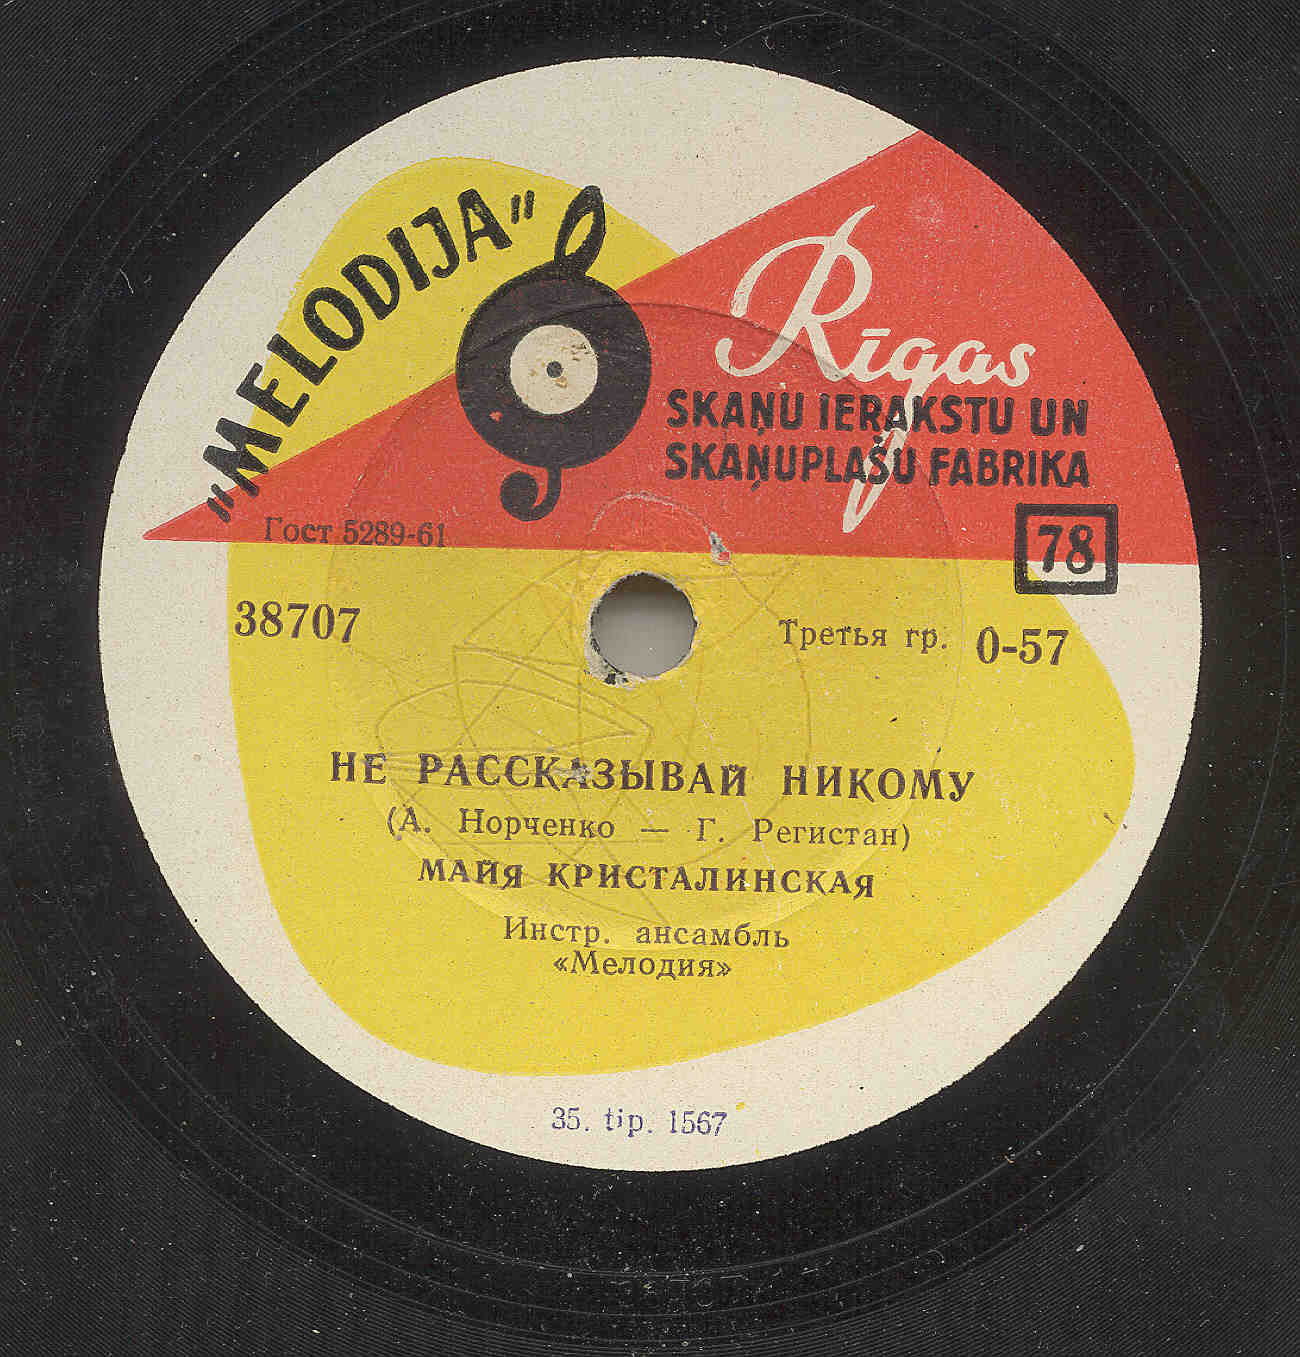 "MELODIJA"
Rīgas
SKAŅU IERAKSTU UN
SKAŅUPLAŠU FABRIKA
Гост 5289-61
78
38707
Третья гр. 0-57
НЕ РАССКАЗЫВАЙ НИКОМУ
(А. Норченко — Г. Регистан)
МАЙЯ КРИСТАЛИНСКАЯ
Инстр. ансамбль
«Мелодия»
35. tip. 1567